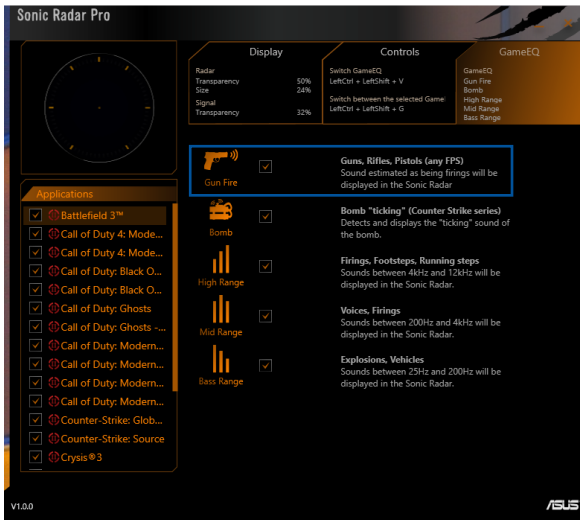 Sonic Radar Pro
Display
Radar
Transparency 50%
Size 24%
Signal
Transparency 32%
Controls
Switch GameEQ
LeftCtrl + LeftShift + V
Switch between the selected Game
LeftCtrl + LeftShift + G
GameEQ
GameEQ
Gun Fire
Bomb
High Range
Mid Range
Bass Range
Applications
Battlefield 3™
Call of Duty 4: Mode...
Call of Duty 4: Mode...
Call of Duty: Black O...
Call of Duty: Black O...
Call of Duty: Ghosts
Call of Duty: Ghosts -...
Call of Duty: Modern...
Call of Duty: Modern...
Call of Duty: Modern...
Call of Duty: Modern...
Counter-Strike: Glob...
Counter-Strike: Source
Crysis®3
Gun Fire
Guns, Rifles, Pistols (any FPS)
Sound estimated as being firings will be
displayed in the Sonic Radar
Bomb
Bomb "ticking" (Counter Strike series)
Detects and displays the "ticking" sound of
the bomb.
High Range
Firings, Footsteps, Running steps
Sounds between 4kHz and 12kHz will be
displayed in the Sonic Radar.
Mid Range
Voices, Firings
Sounds between 200Hz and 4kHz will be
displayed in the Sonic Radar.
Bass Range
Explosions, Vehicles
Sounds between 25Hz and 200Hz will be
displayed in the Sonic Radar.
V1.0.0
ASUS